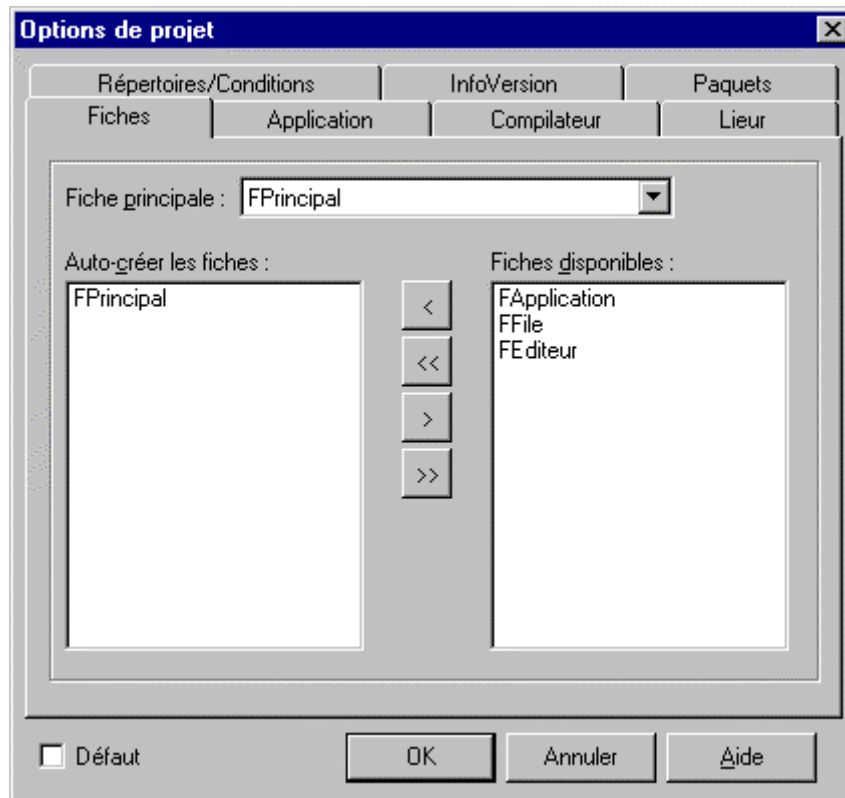 Options de projet
Répertoires/Conditions InfoVersion Paquets
Fiches Application Compilateur Lieur
Fiche principale : FPrincipal
Auto-créer les fiches : Fiches disponibles :
FPrincipal FApplication
FFile
FEditeur
<
<<
>
>>
Défaut OK Annuler Aide